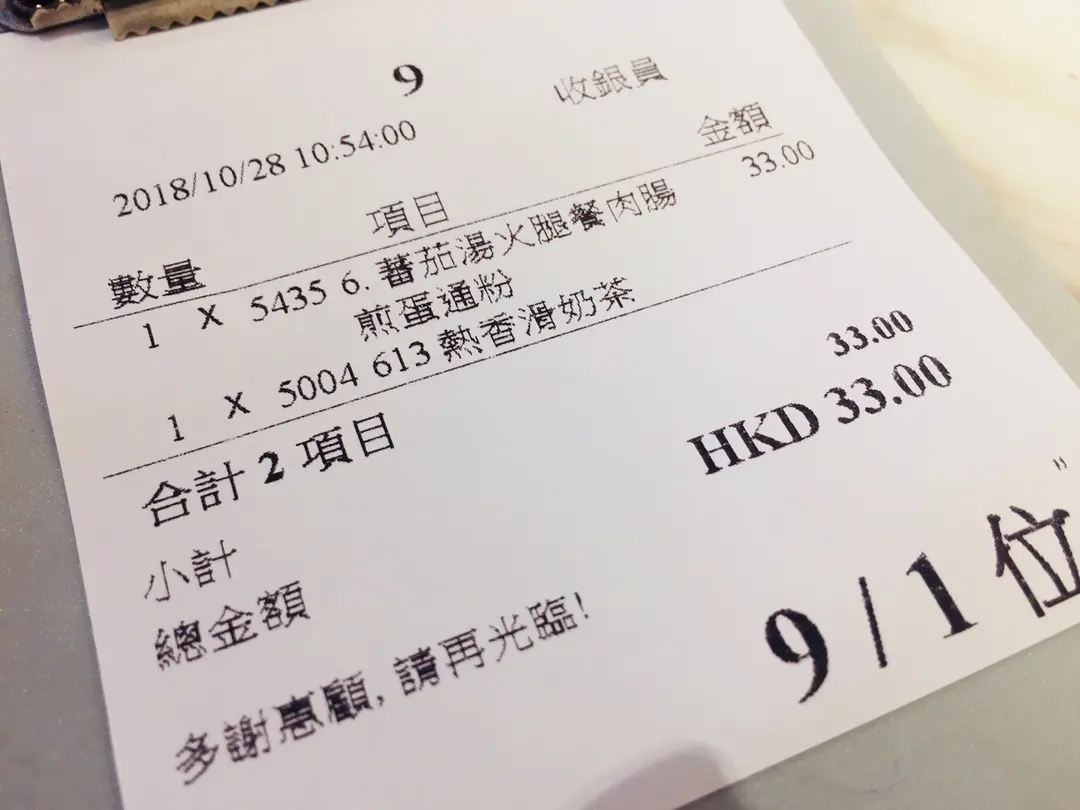 9
收銀員
2018/10/28 10:54:00
數量 項目 金額
1 X 5435 6. 蕃茄湯火腿餐肉腸 33.00
煎蛋通粉
1 X 5004 613 熱香滑奶茶
合計 2 項目
小計 33.00
總金額 HKD 33.00
多謝惠顧, 請再光臨!
"
9 / 1 位